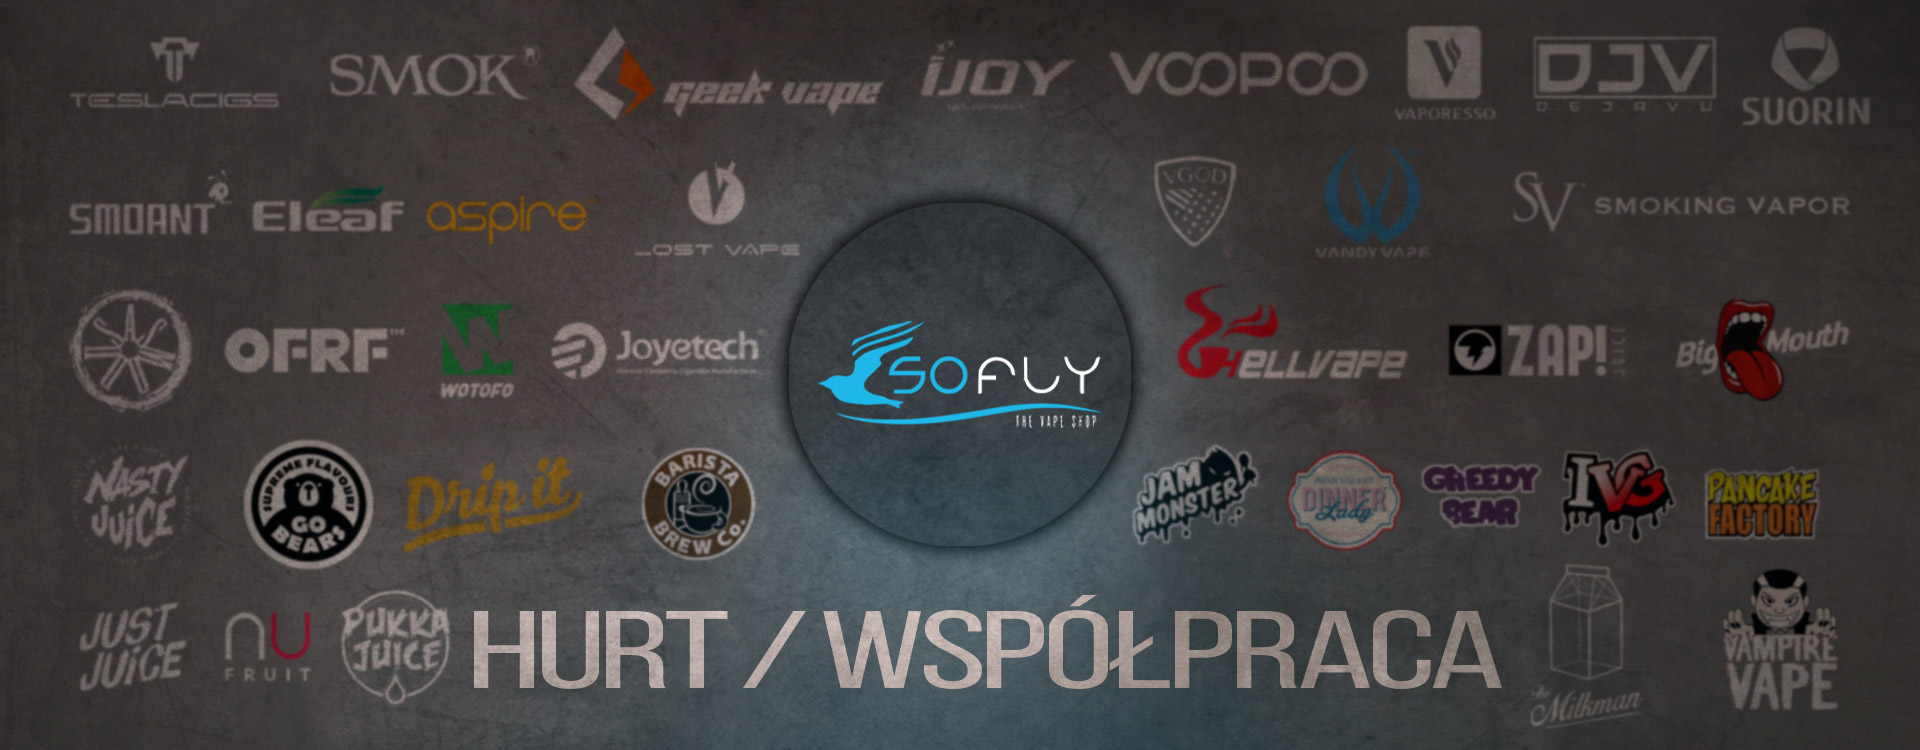 TESLACIGS
SMOK®
geek vape
iJOY
VOOPOO
VAPORESSO
DJV
DEJAVU
SUORIN
SMOANT
Eleaf
aspire
LOST VAPE
VGOD
VANDYVAPE
SV SMOKING VAPOR
OFRF™
WOTOFO
Joyetech
SOFLY
THE VAPE SHOP
HELLVAPE
ZAP! JUICE
Big Mouth
NASTY
JUICE
SUPREME FLAVOURS
GO
BEARS
Drip it
BARISTA
BREW Co.
JAM
MONSTER
DINNER
Lady
GREEDY
BEAR
IVG
PANCAKE
FACTORY
JUST
JUICE
NU
FRUIT
PUKKA
JUICE
HURT / WSPÓŁPRACA
The
Milkman
VAMPIRE
VAPE